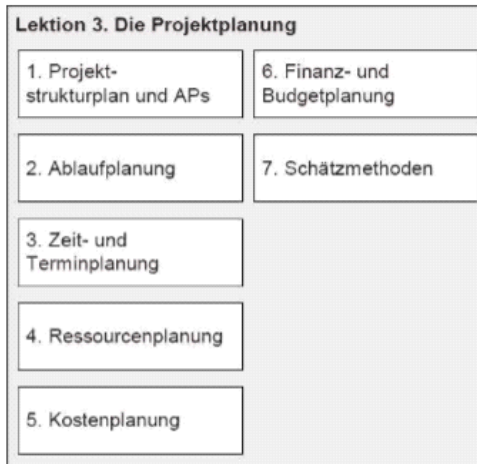 Lektion 3. Die Projektplanung
1. Projekt-
strukturplan und APs
2. Ablaufplanung
3. Zeit- und
Terminplanung
4. Ressourcenplanung
5. Kostenplanung
6. Finanz- und
Budgetplanung
7. Schätzmethoden